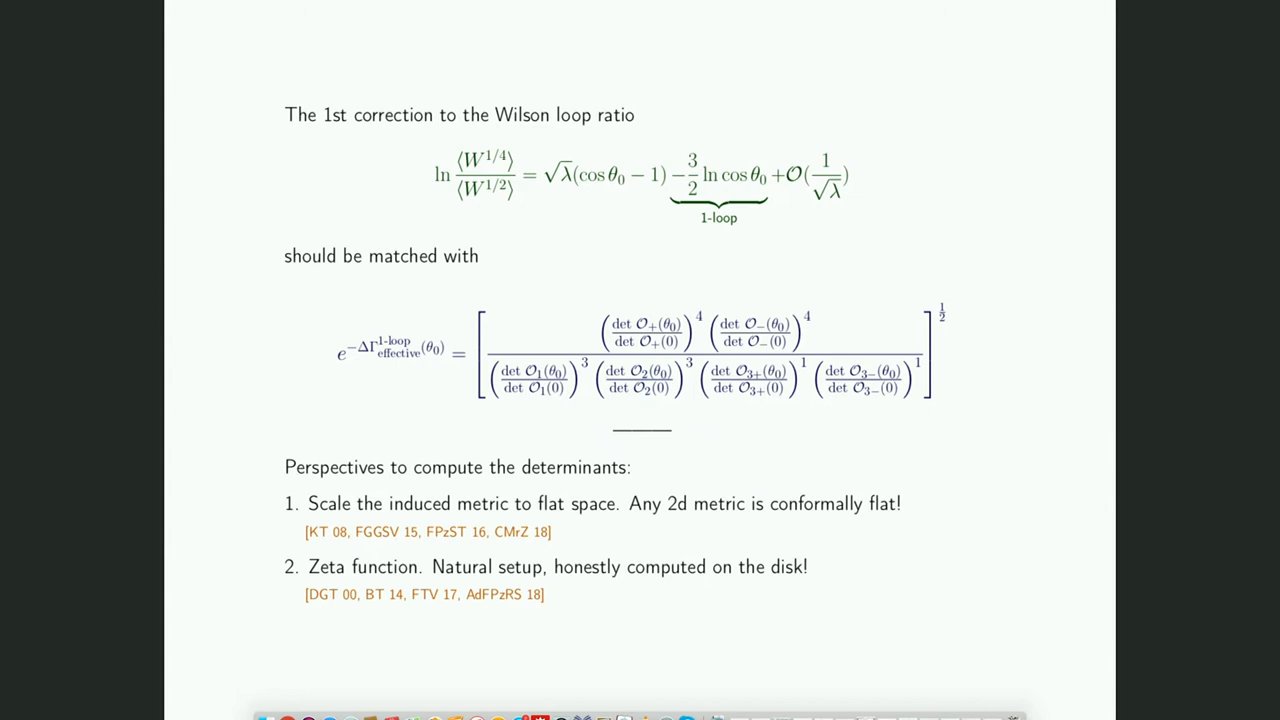 The 1st correction to the Wilson loop ratio
ln ⟨W^{1/4}⟩/⟨W^{1/2}⟩ = √λ(cos θ₀ − 1) −3/2 ln cos θ₀ + 𝒪(1/√λ)
1-loop
should be matched with
e^{−ΔΓ^{1-loop}_{effective}(θ₀)} = [ (det 𝒪₊(θ₀)/det 𝒪₊(0))⁴ (det 𝒪₋(θ₀)/det 𝒪₋(0))⁴ / (det 𝒪₁(θ₀)/det 𝒪₁(0))³ (det 𝒪₂(θ₀)/det 𝒪₂(0))³ (det 𝒪₃₊(θ₀)/det 𝒪₃₊(0))¹ (det 𝒪₃₋(θ₀)/det 𝒪₃₋(0))¹ ]^{1/2}
Perspectives to compute the determinants:
1. Scale the induced metric to flat space. Any 2d metric is conformally flat!
[KT 08, FGGSV 15, FPzST 16, CMrZ 18]
2. Zeta function. Natural setup, honestly computed on the disk!
[DGT 00, BT 14, FTV 17, AdFPzRS 18]